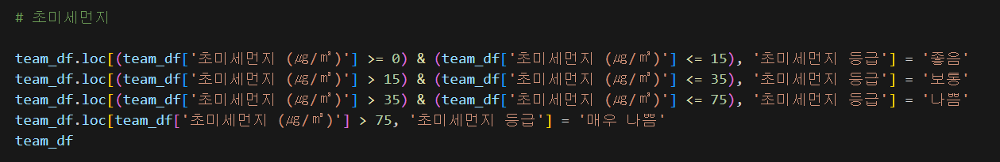 # 초미세먼지
team_df.loc[(team_df['초미세먼지 (㎍/㎥)'] >= 0) & (team_df['초미세먼지 (㎍/㎥)'] <= 15), '초미세먼지 등급'] = '좋음'
team_df.loc[(team_df['초미세먼지 (㎍/㎥)'] > 15) & (team_df['초미세먼지 (㎍/㎥)'] <= 35), '초미세먼지 등급'] = '보통'
team_df.loc[(team_df['초미세먼지 (㎍/㎥)'] > 35) & (team_df['초미세먼지 (㎍/㎥)'] <= 75), '초미세먼지 등급'] = '나쁨'
team_df.loc[team_df['초미세먼지 (㎍/㎥)'] > 75, '초미세먼지 등급'] = '매우 나쁨'
team_df